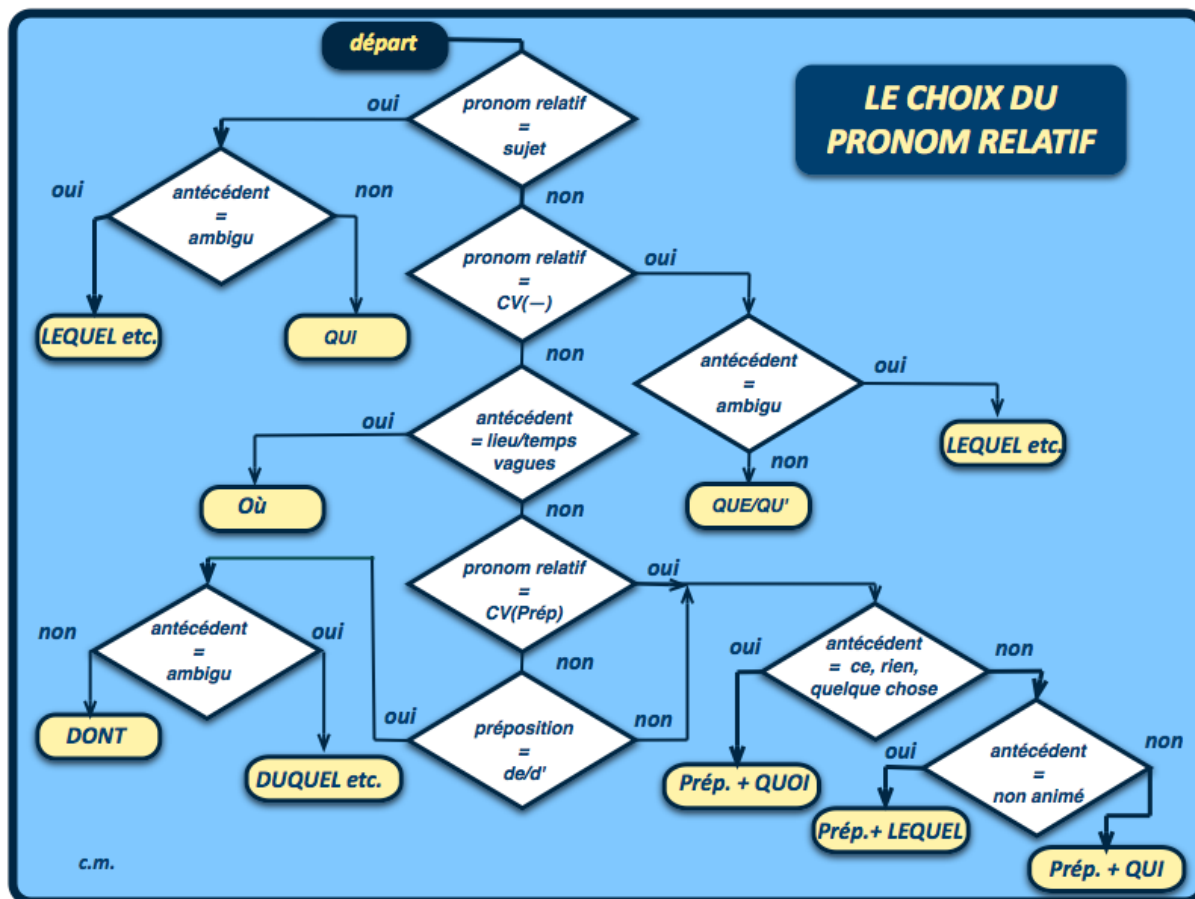 départ
LE CHOIX DU
PRONOM RELATIF
pronom relatif
=
sujet
oui
non
antécédent
=
ambigu
oui
non
LEQUEL etc.
QUI
pronom relatif
=
CV(—)
oui
non
antécédent
=
ambigu
oui
non
LEQUEL etc.
QUE/QU'
antécédent
= lieu/temps
vagues
oui
non
Où
pronom relatif
=
CV(Prép)
oui
non
préposition
=
de/d'
oui
non
antécédent
=
ambigu
non
oui
DONT
DUQUEL etc.
antécédent
= ce, rien,
quelque chose
oui
non
Prép. + QUOI
antécédent
=
non animé
oui
non
Prép.+ LEQUEL
Prép. + QUI
c.m.